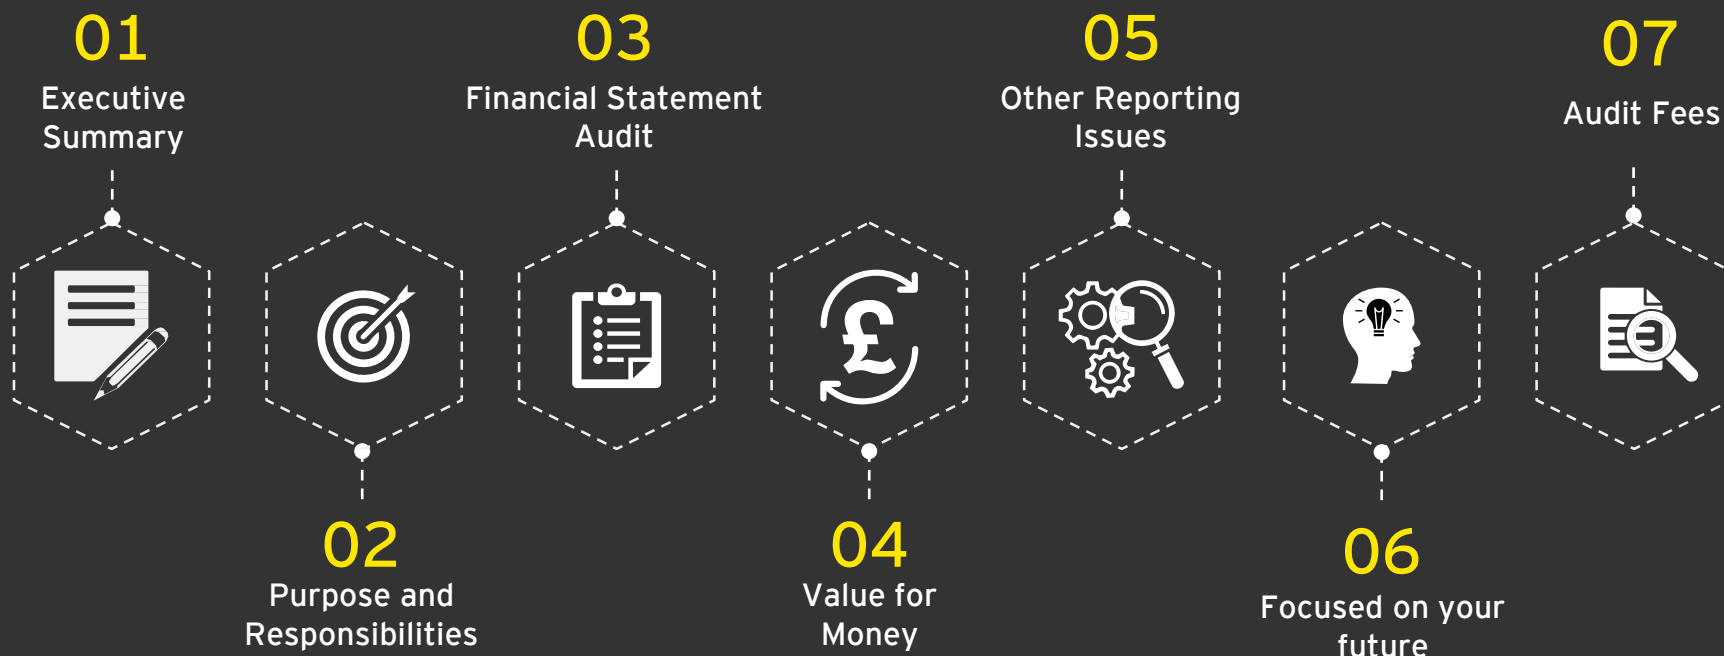 01
Executive
Summary
02
Purpose and
Responsibilities
03
Financial Statement
Audit
04
Value for
Money
05
Other Reporting
Issues
06
Focused on your
future
07
Audit Fees
£